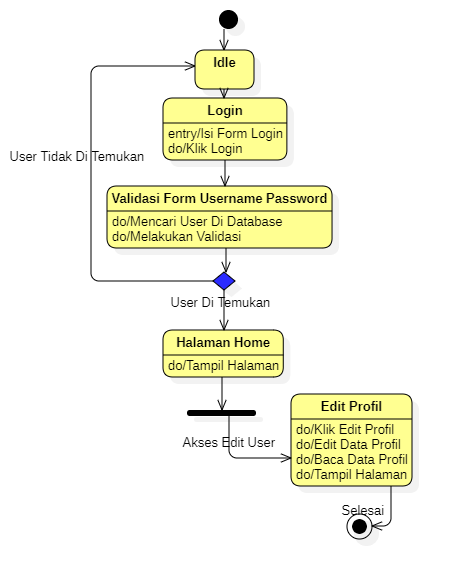 Idle
Login
entry/Isi Form Login
do/Klik Login
User Tidak Di Temukan
Validasi Form Username Password
do/Mencari User Di Database
do/Melakukan Validasi
User Di Temukan
Halaman Home
do/Tampil Halaman
Akses Edit User
Edit Profil
do/Klik Edit Profil
do/Edit Data Profil
do/Baca Data Profil
do/Tampil Halaman
Selesai